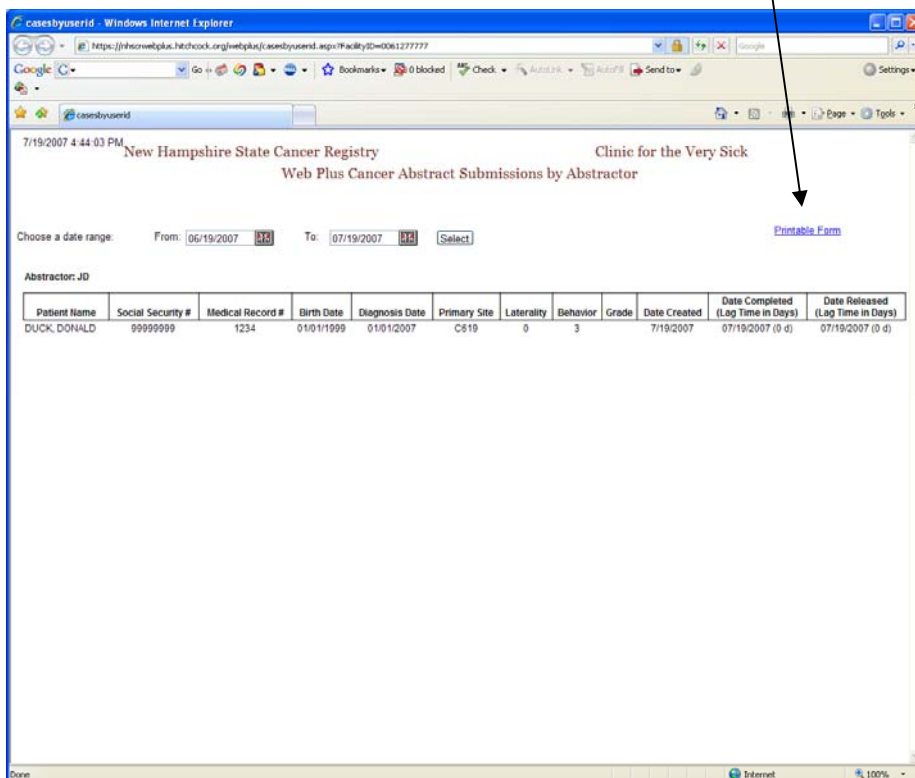 casesbyuserid - Windows Internet Explorer
https://nhscrwebplus.hitchcock.org/webplus/casesbyuserid.aspx?FacilityID=0061277777
Google
Google Go Bookmarks 0 blocked Check AutoLink AutoFill Send to Settings
casesbyuserid Page Tools
7/19/2007 4:44:03 PM
New Hampshire State Cancer Registry Clinic for the Very Sick
Web Plus Cancer Abstract Submissions by Abstractor
Printable Form
Choose a date range: From: 06/19/2007 To: 07/19/2007 Select
Abstractor: JD
Patient Name Social Security # Medical Record # Birth Date Diagnosis Date Primary Site Laterality Behavior Grade Date Created Date Completed (Lag Time in Days) Date Released (Lag Time in Days)
DUCK, DONALD 99999999 1234 01/01/1999 01/01/2007 C619 0 3 7/19/2007 07/19/2007 (0 d) 07/19/2007 (0 d)
Done Internet 100%